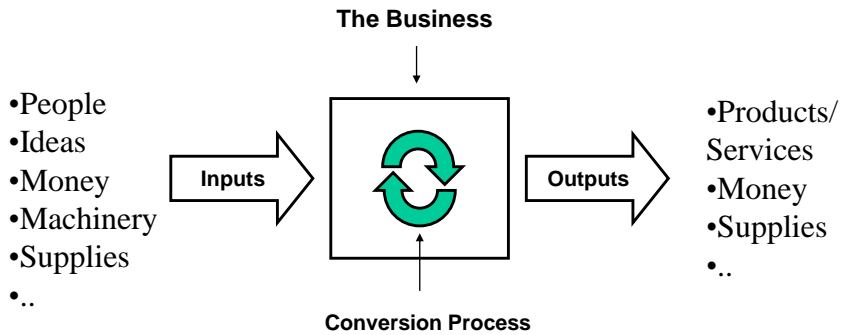 The Business
•People
•Ideas
•Money
•Machinery
•Supplies
•..
Inputs
Outputs
•Products/
Services
•Money
•Supplies
•..
Conversion Process